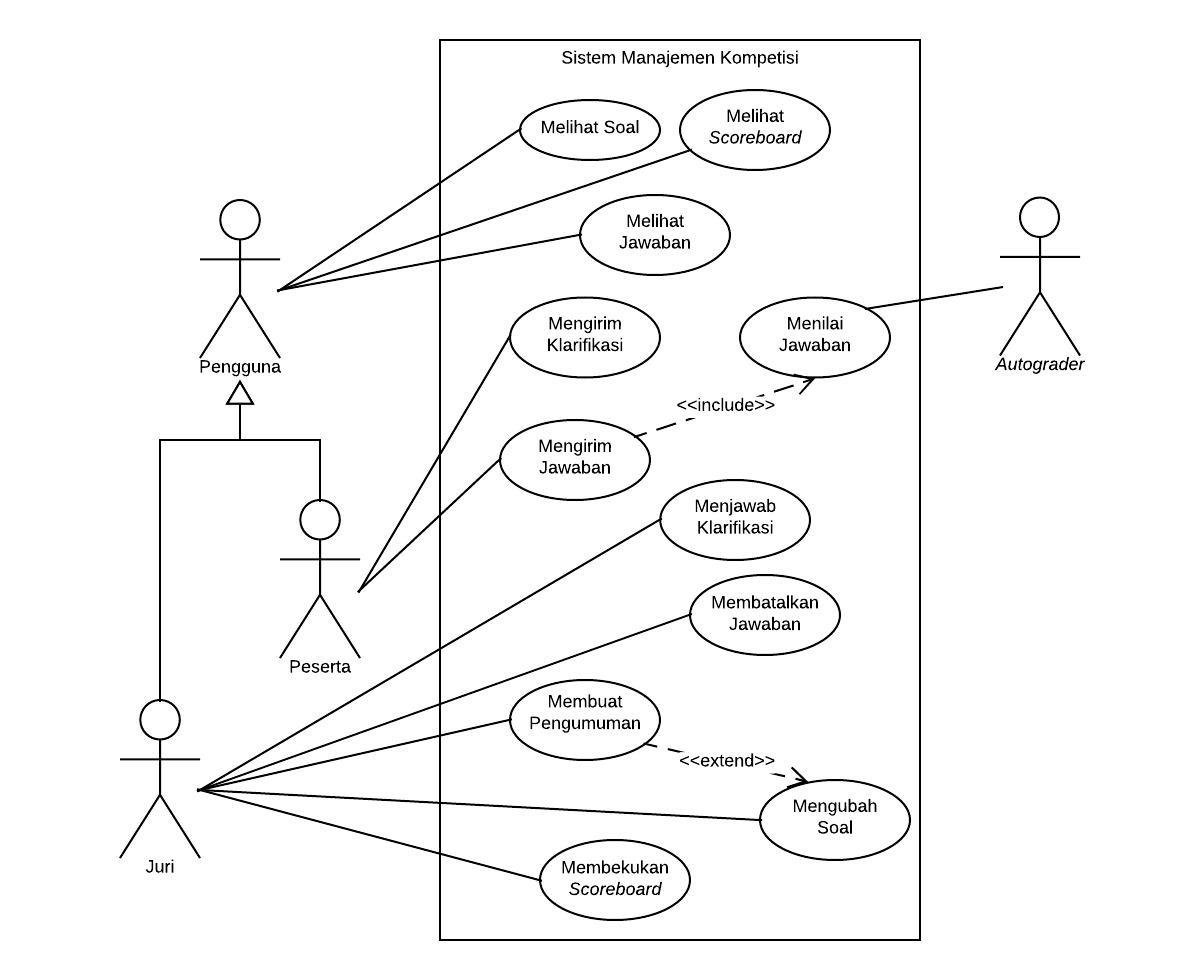 Sistem Manajemen Kompetisi
Melihat Soal
Melihat
Scoreboard
Melihat
Jawaban
Pengguna
Mengirim
Klarifikasi
Menilai
Jawaban
Autograder
<<include>>
Mengirim
Jawaban
Menjawab
Klarifikasi
Membatalkan
Jawaban
Peserta
Membuat
Pengumuman
<<extend>>
Mengubah
Soal
Juri
Membekukan
Scoreboard